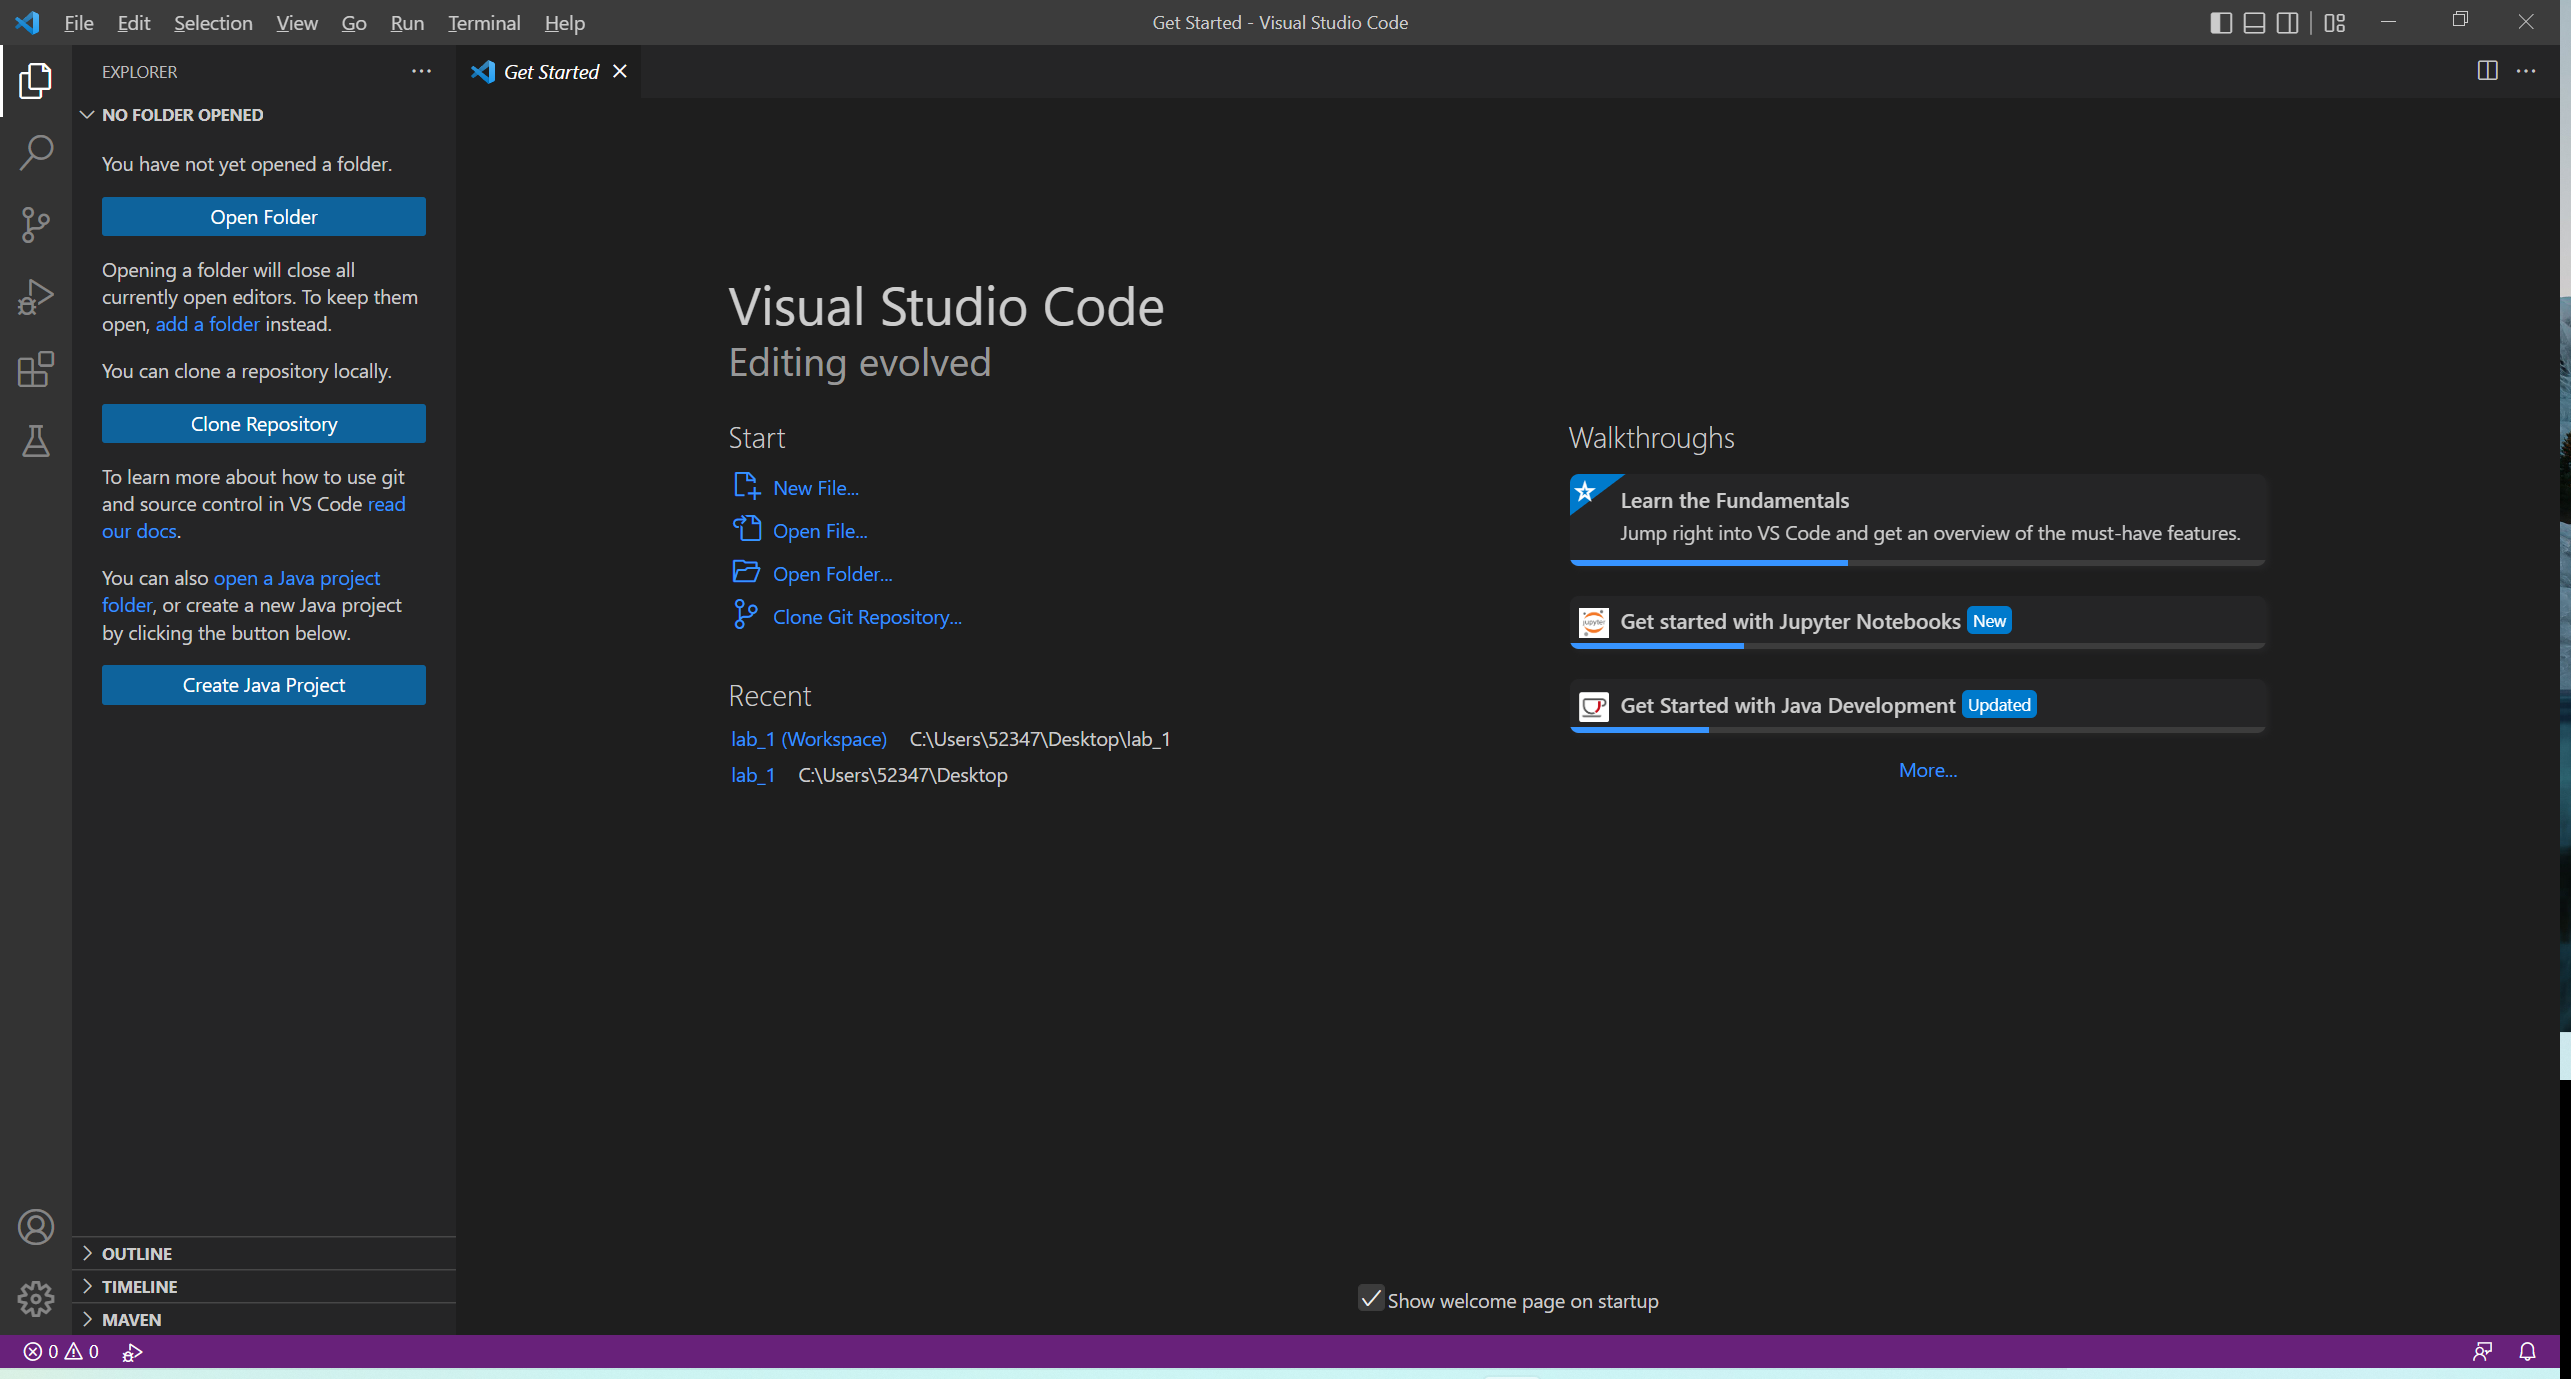 File Edit Selection View Go Run Terminal Help
Get Started - Visual Studio Code
EXPLORER
NO FOLDER OPENED
You have not yet opened a folder.
Open Folder
Opening a folder will close all
currently open editors. To keep them
open, add a folder instead.
You can clone a repository locally.
Clone Repository
To learn more about how to use git
and source control in VS Code read
our docs.
You can also open a Java project
folder, or create a new Java project
by clicking the button below.
Create Java Project
OUTLINE
TIMELINE
MAVEN
Get Started
Visual Studio Code
Editing evolved
Start
New File...
Open File...
Open Folder...
Clone Git Repository...
Recent
lab_1 (Workspace) C:\Users\52347\Desktop\lab_1
lab_1 C:\Users\52347\Desktop
Walkthroughs
Learn the Fundamentals
Jump right into VS Code and get an overview of the must-have features.
jupyter
Get started with Jupyter Notebooks New
Get Started with Java Development Updated
More...
Show welcome page on startup
0 0